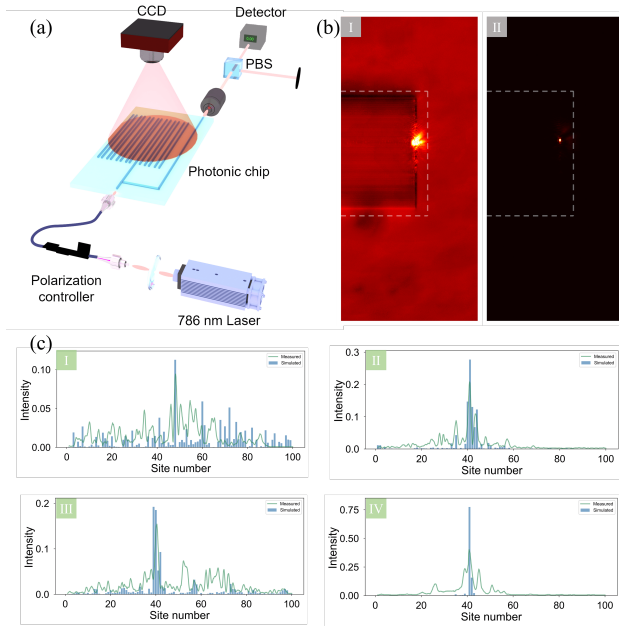 (a)
CCD
Detector
0.00
PBS
Photonic chip
Polarization
controller
786 nm Laser
(b)
I
II
(c)
I
Measured
Simulated
Intensity
0.10
0.05
0.00
0 20 40 60 80 100
Site number
II
Measured
Simulated
Intensity
0.3
0.2
0.1
0.0
0 20 40 60 80 100
Site number
III
Measured
Simulated
Intensity
0.2
0.1
0.0
0 20 40 60 80 100
Site number
IV
Measured
Simulated
Intensity
0.75
0.50
0.25
0.00
0 20 40 60 80 100
Site number